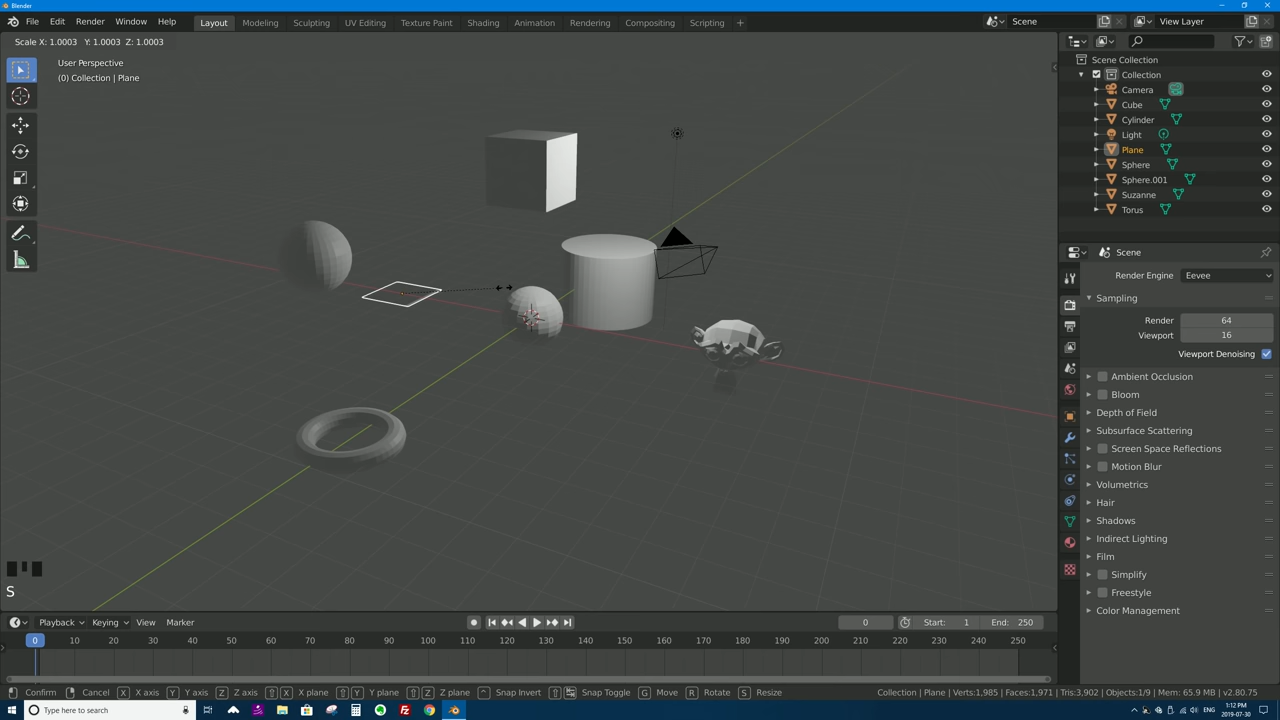 Blender
File Edit Render Window Help Layout Modeling Sculpting UV Editing Texture Paint Shading Animation Rendering Compositing Scripting + Scene View Layer
Scale X: 1.0003 Y: 1.0003 Z: 1.0003
User Perspective
(0) Collection | Plane
Scene Collection
Collection
Camera
Cube
Cylinder
Light
Plane
Sphere
Sphere.001
Suzanne
Torus
Scene
Render Engine Eevee
Sampling
Render 64
Viewport 16
Viewport Denoising
Ambient Occlusion
Bloom
Depth of Field
Subsurface Scattering
Screen Space Reflections
Motion Blur
Volumetrics
Hair
Shadows
Indirect Lighting
Film
Simplify
Freestyle
Color Management
S
Playback Keying View Marker 0 Start: 1 End: 250
0 10 20 30 40 50 60 70 80 90 100 110 120 130 140 150 160 170 180 190 200 210 220 230 240 250
Confirm Cancel X X axis Y Y axis Z Z axis X X plane Y Y plane Z Z plane Snap Invert Snap Toggle G Move R Rotate S Resize Collection | Plane | Verts:1,985 | Faces:1,971 | Tris:3,902 | Objects:1/9 | Mem: 65.9 MB | v2.80.75
Type here to search
ENG
1:12 PM
2019-07-30